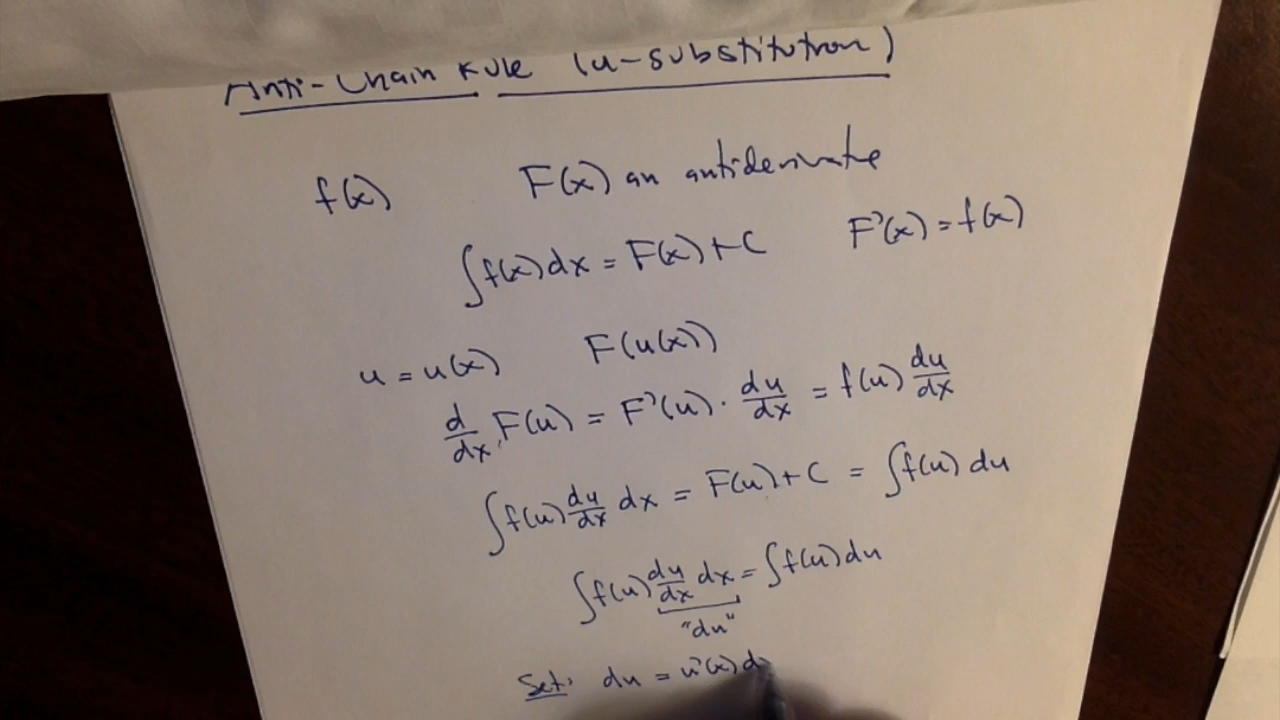 Anti-Chain Rule (u-substitution)
f(x) F(x) an antiderivative
∫f(x)dx = F(x)+C F'(x) = f(x)
u = u(x) F(u(x))
d/dx F(u) = F'(u) · du/dx = f(u) du/dx
∫f(u) du/dx dx = F(u)+C = ∫f(u) du
∫f(u) du/dx dx = ∫f(u)du
"du"
Set: du = u'(x)d